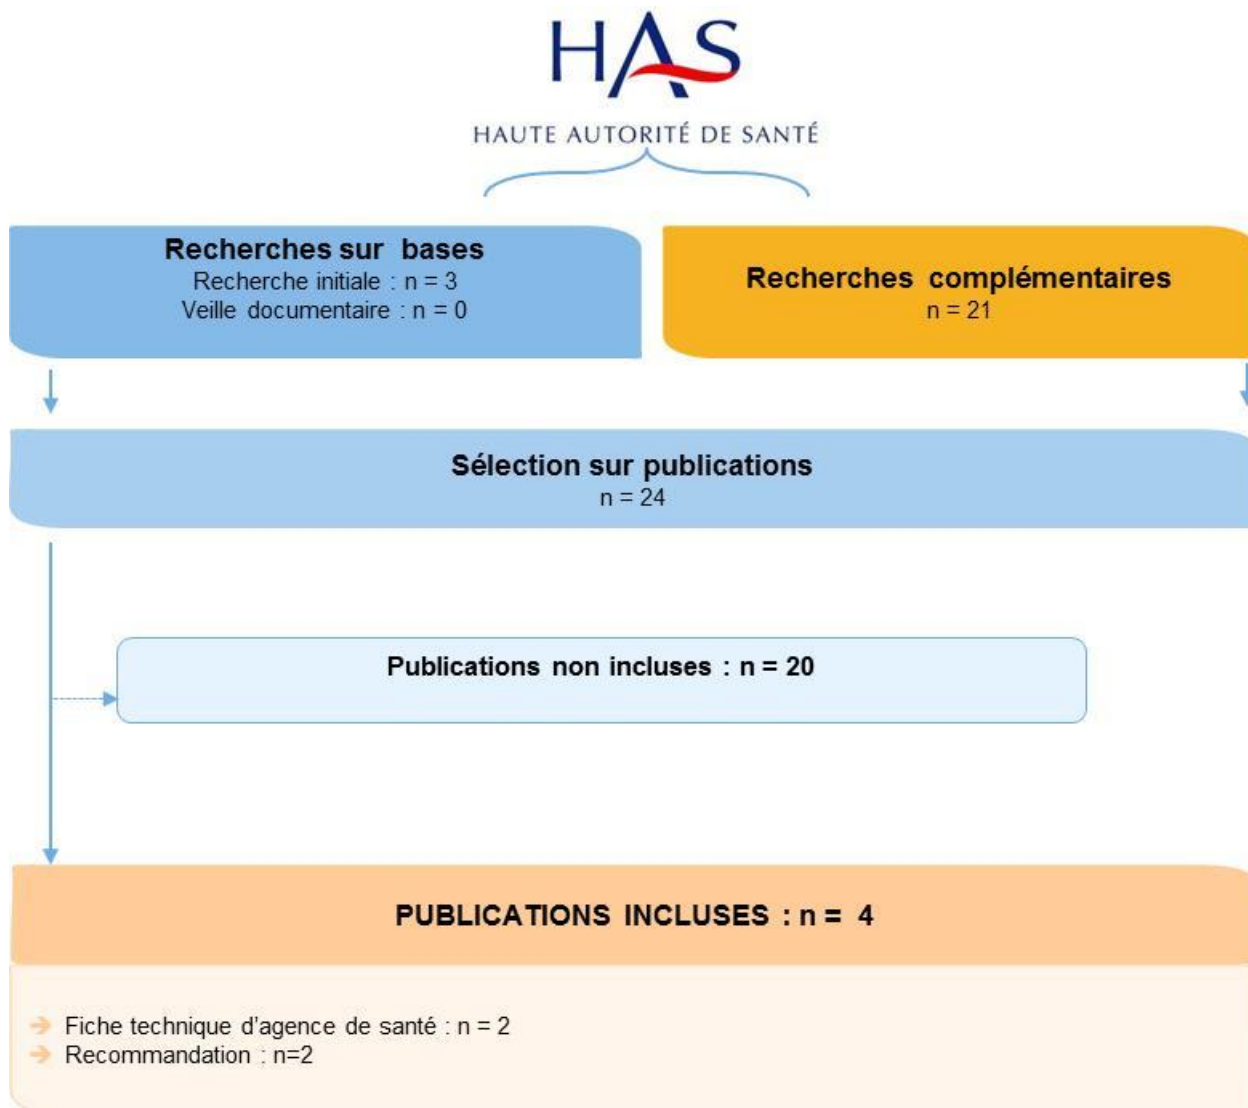 HAS
HAUTE AUTORITÉ DE SANTÉ
Recherches sur bases
Recherche initiale : n = 3
Veille documentaire : n = 0
Recherches complémentaires
n = 21
Sélection sur publications
n = 24
Publications non incluses : n = 20
PUBLICATIONS INCLUSES : n = 4
Fiche technique d'agence de santé : n = 2
Recommandation : n=2